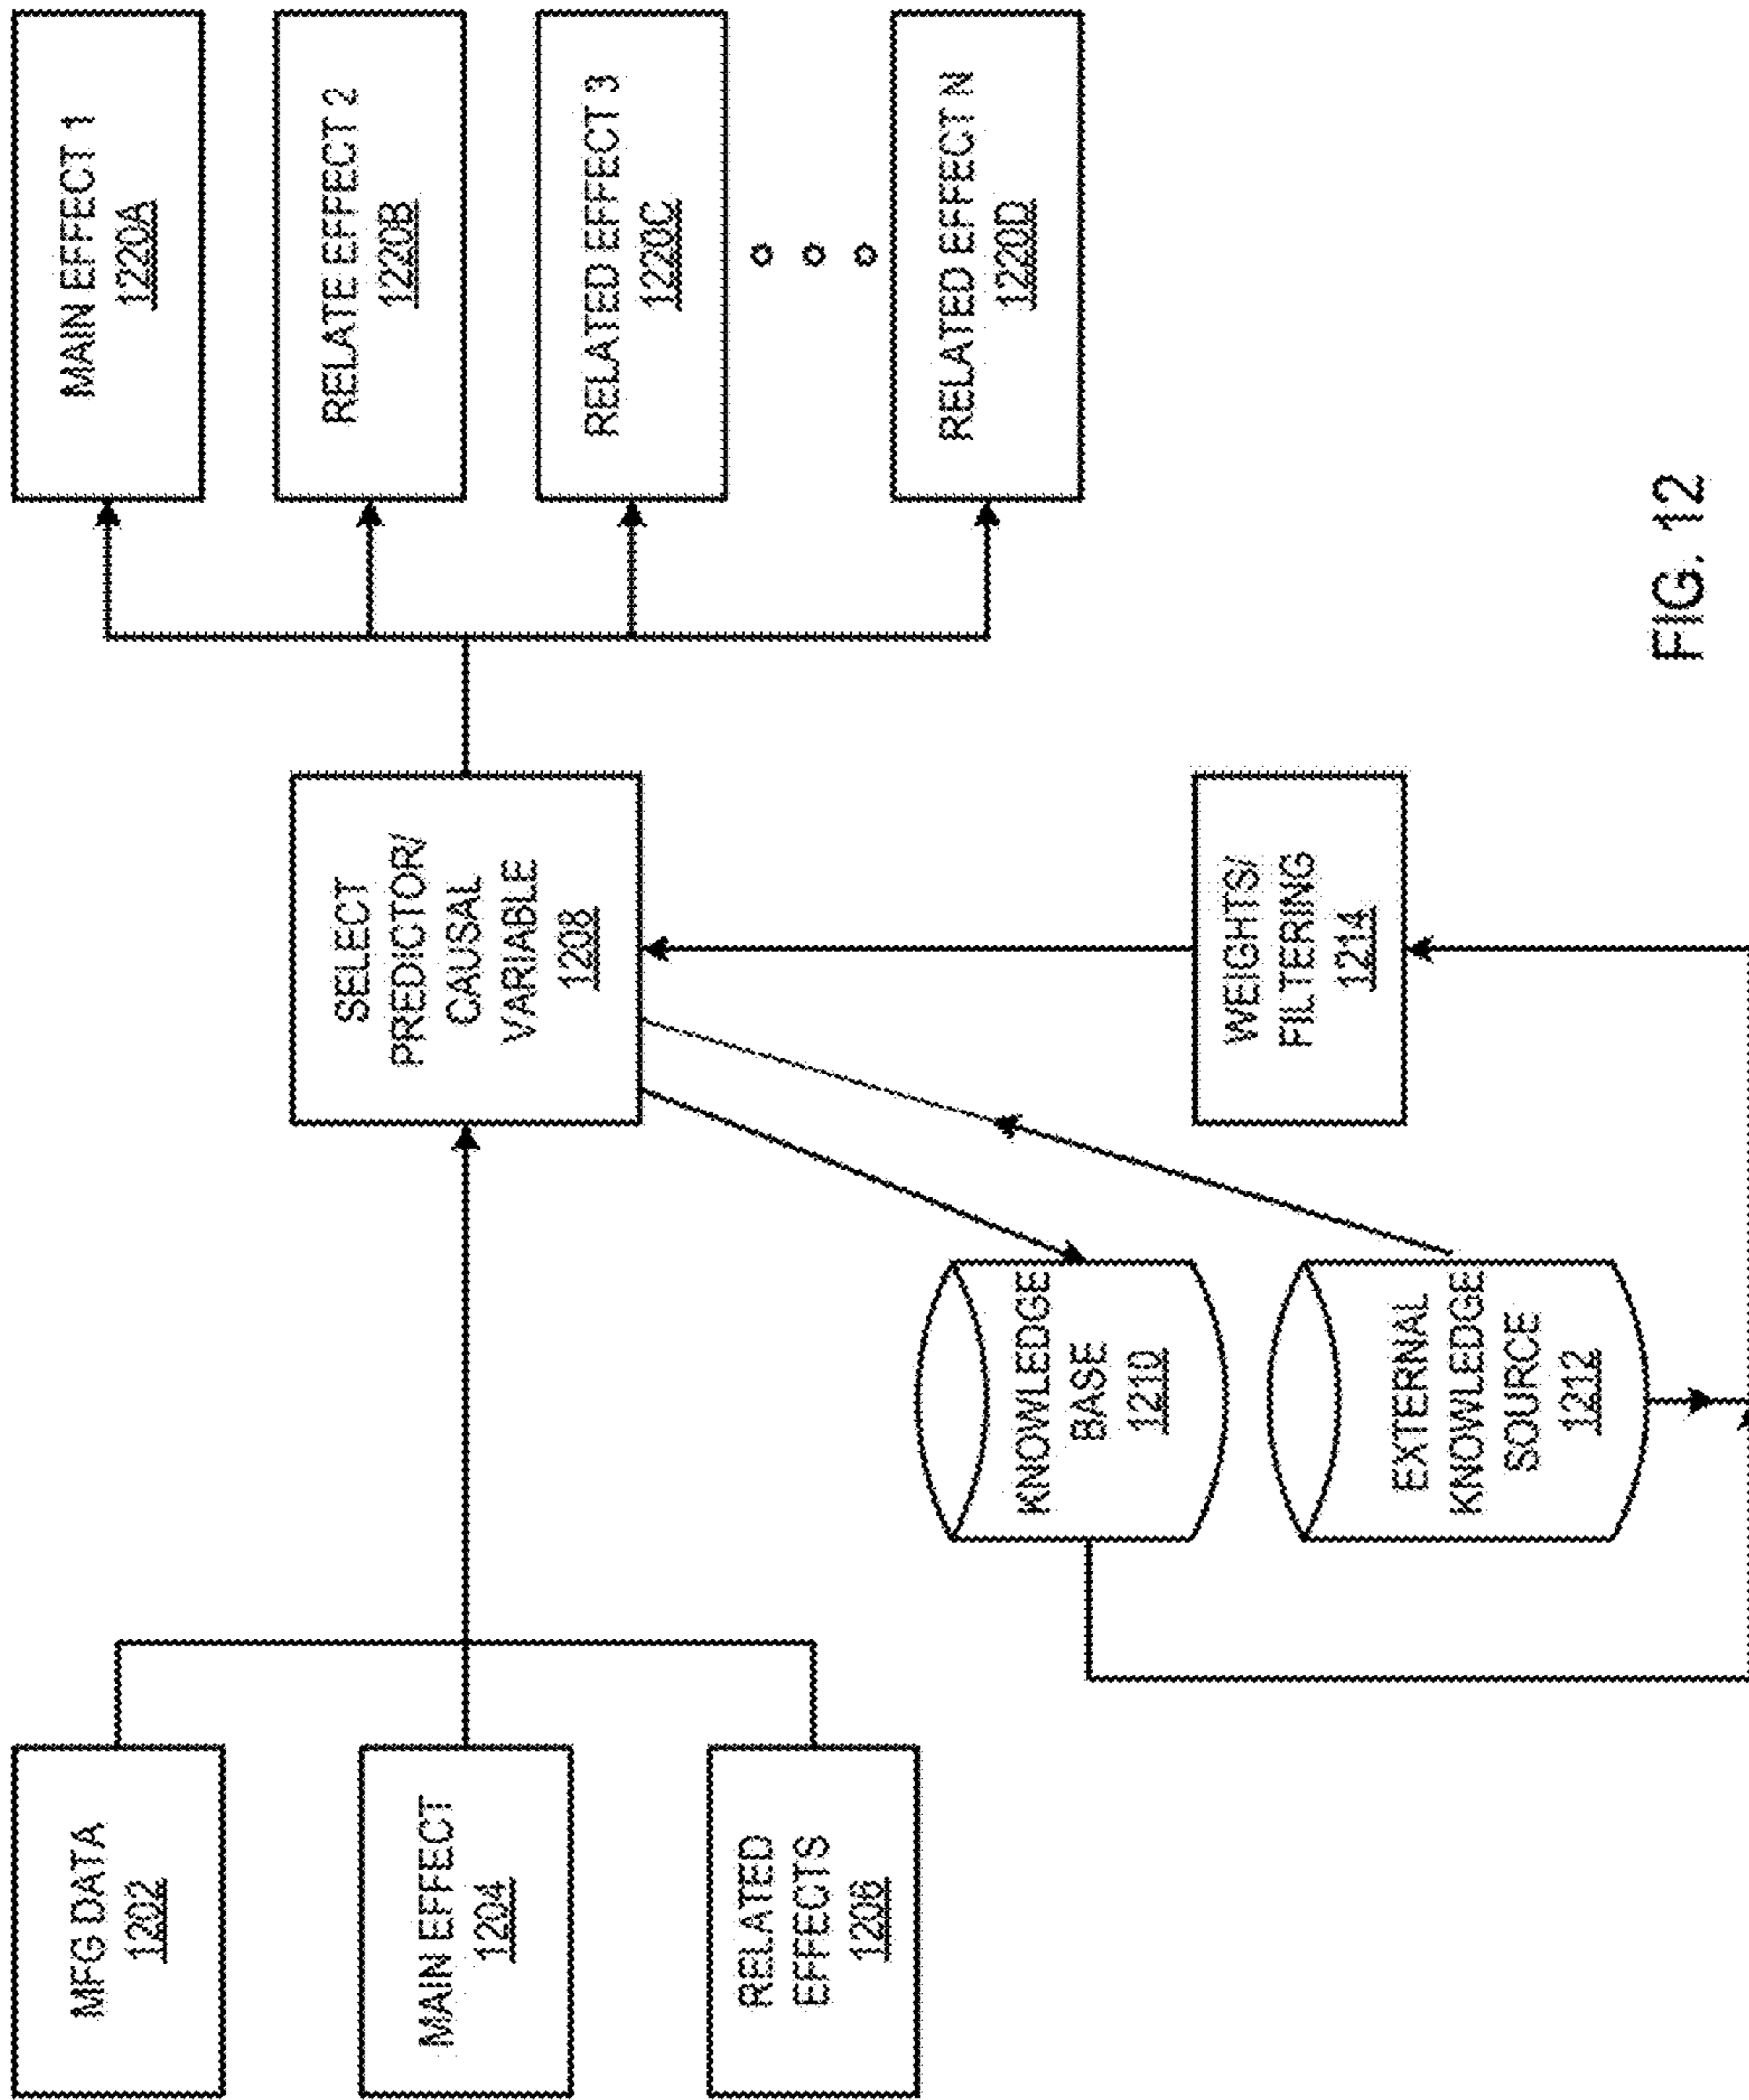 MFG DATA
1202
MAIN EFFECT
1204
RELATED
EFFECTS
1206
SELECT
PREDICTOR/
CAUSAL
VARIABLE
1208
KNOWLEDGE
BASE
1210
EXTERNAL
KNOWLEDGE
SOURCE
1212
WEIGHTS/
FILTERING
1214
MAIN EFFECT 1
1220A
RELATE EFFECT 2
1220B
RELATED EFFECT 3
1220C
RELATED EFFECT N
1220D
FIG. 12